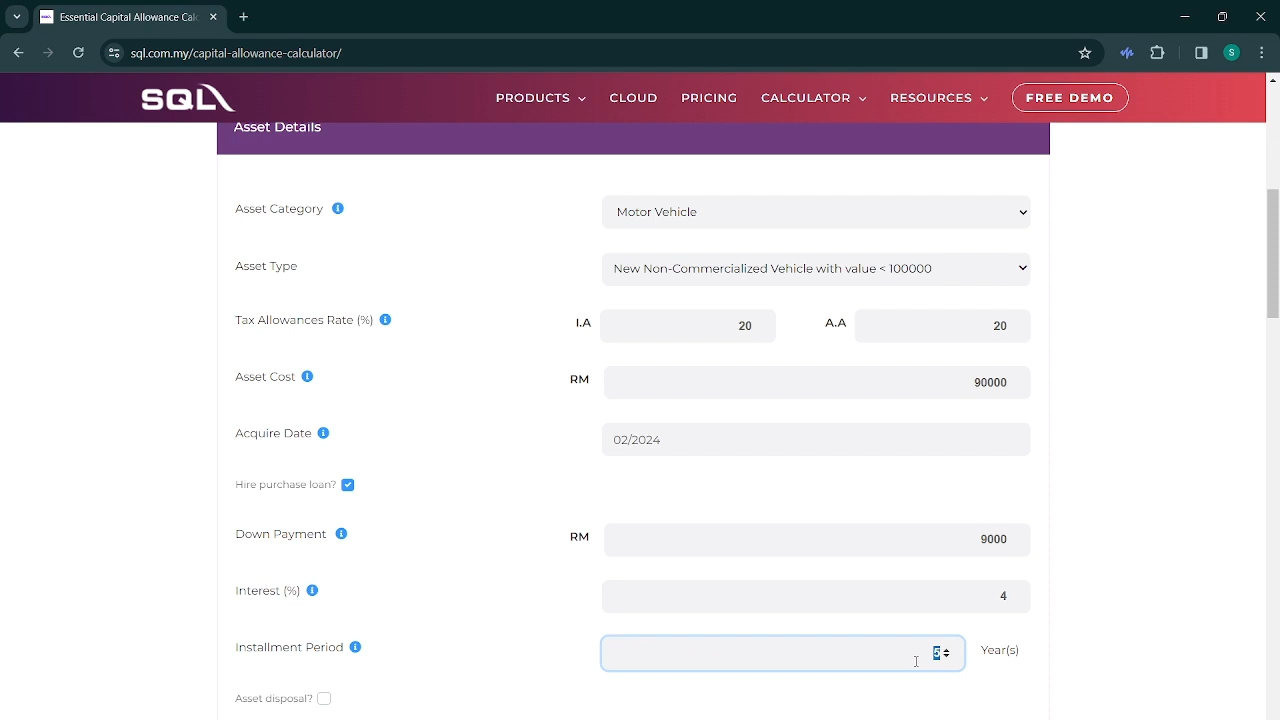 Essential Capital Allowance Calc
sql.com.my/capital-allowance-calculator/
S
SQL
PRODUCTS
CLOUD
PRICING
CALCULATOR
RESOURCES
FREE DEMO
Asset Details
Asset Category
Motor Vehicle
Asset Type
New Non-Commercialized Vehicle with value < 100000
Tax Allowances Rate (%)
I.A
20
A.A
20
Asset Cost
RM
90000
Acquire Date
02/2024
Hire purchase loan?
Down Payment
RM
9000
Interest (%)
4
Installment Period
5
Year(s)
Asset disposal?